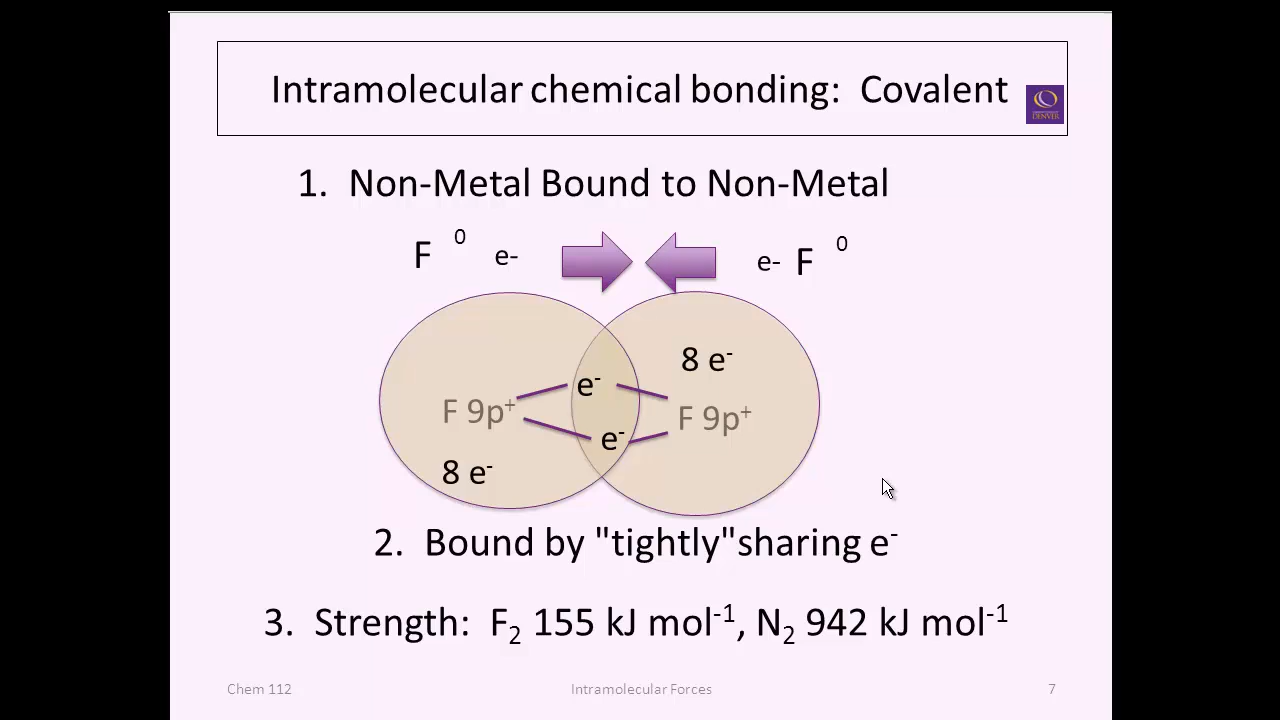 Intramolecular chemical bonding: Covalent
DENVER
1. Non-Metal Bound to Non-Metal
F 0 e- e- F 0
8 e-
e-
F 9p+ F 9p+
e-
8 e-
2. Bound by "tightly"sharing e-
3. Strength: F2 155 kJ mol-1, N2 942 kJ mol-1
Chem 112 Intramolecular Forces 7